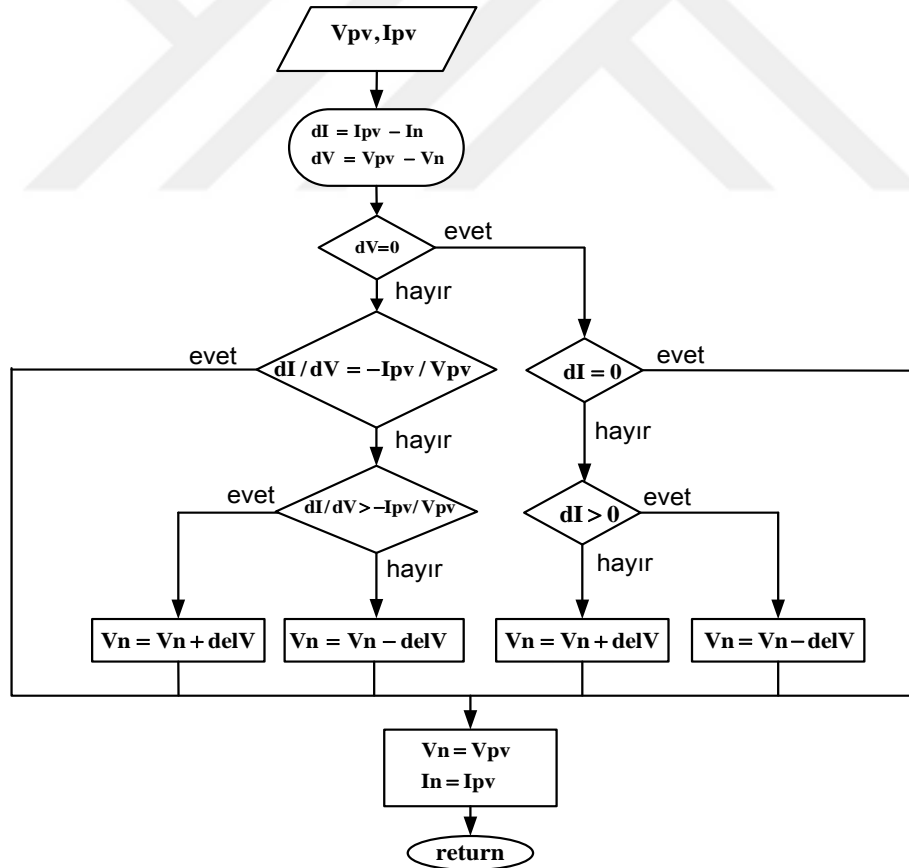 Vpv, Ipv
dI = Ipv − In
dV = Vpv − Vn
dV=0
evet
hayır
evet
dI / dV = −Ipv / Vpv
dI = 0
evet
hayır
hayır
evet
dI/dV > −Ipv/ Vpv
dI > 0
evet
hayır
hayır
Vn = Vn + delV
Vn = Vn − delV
Vn = Vn + delV
Vn = Vn − delV
Vn = Vpv
In = Ipv
return